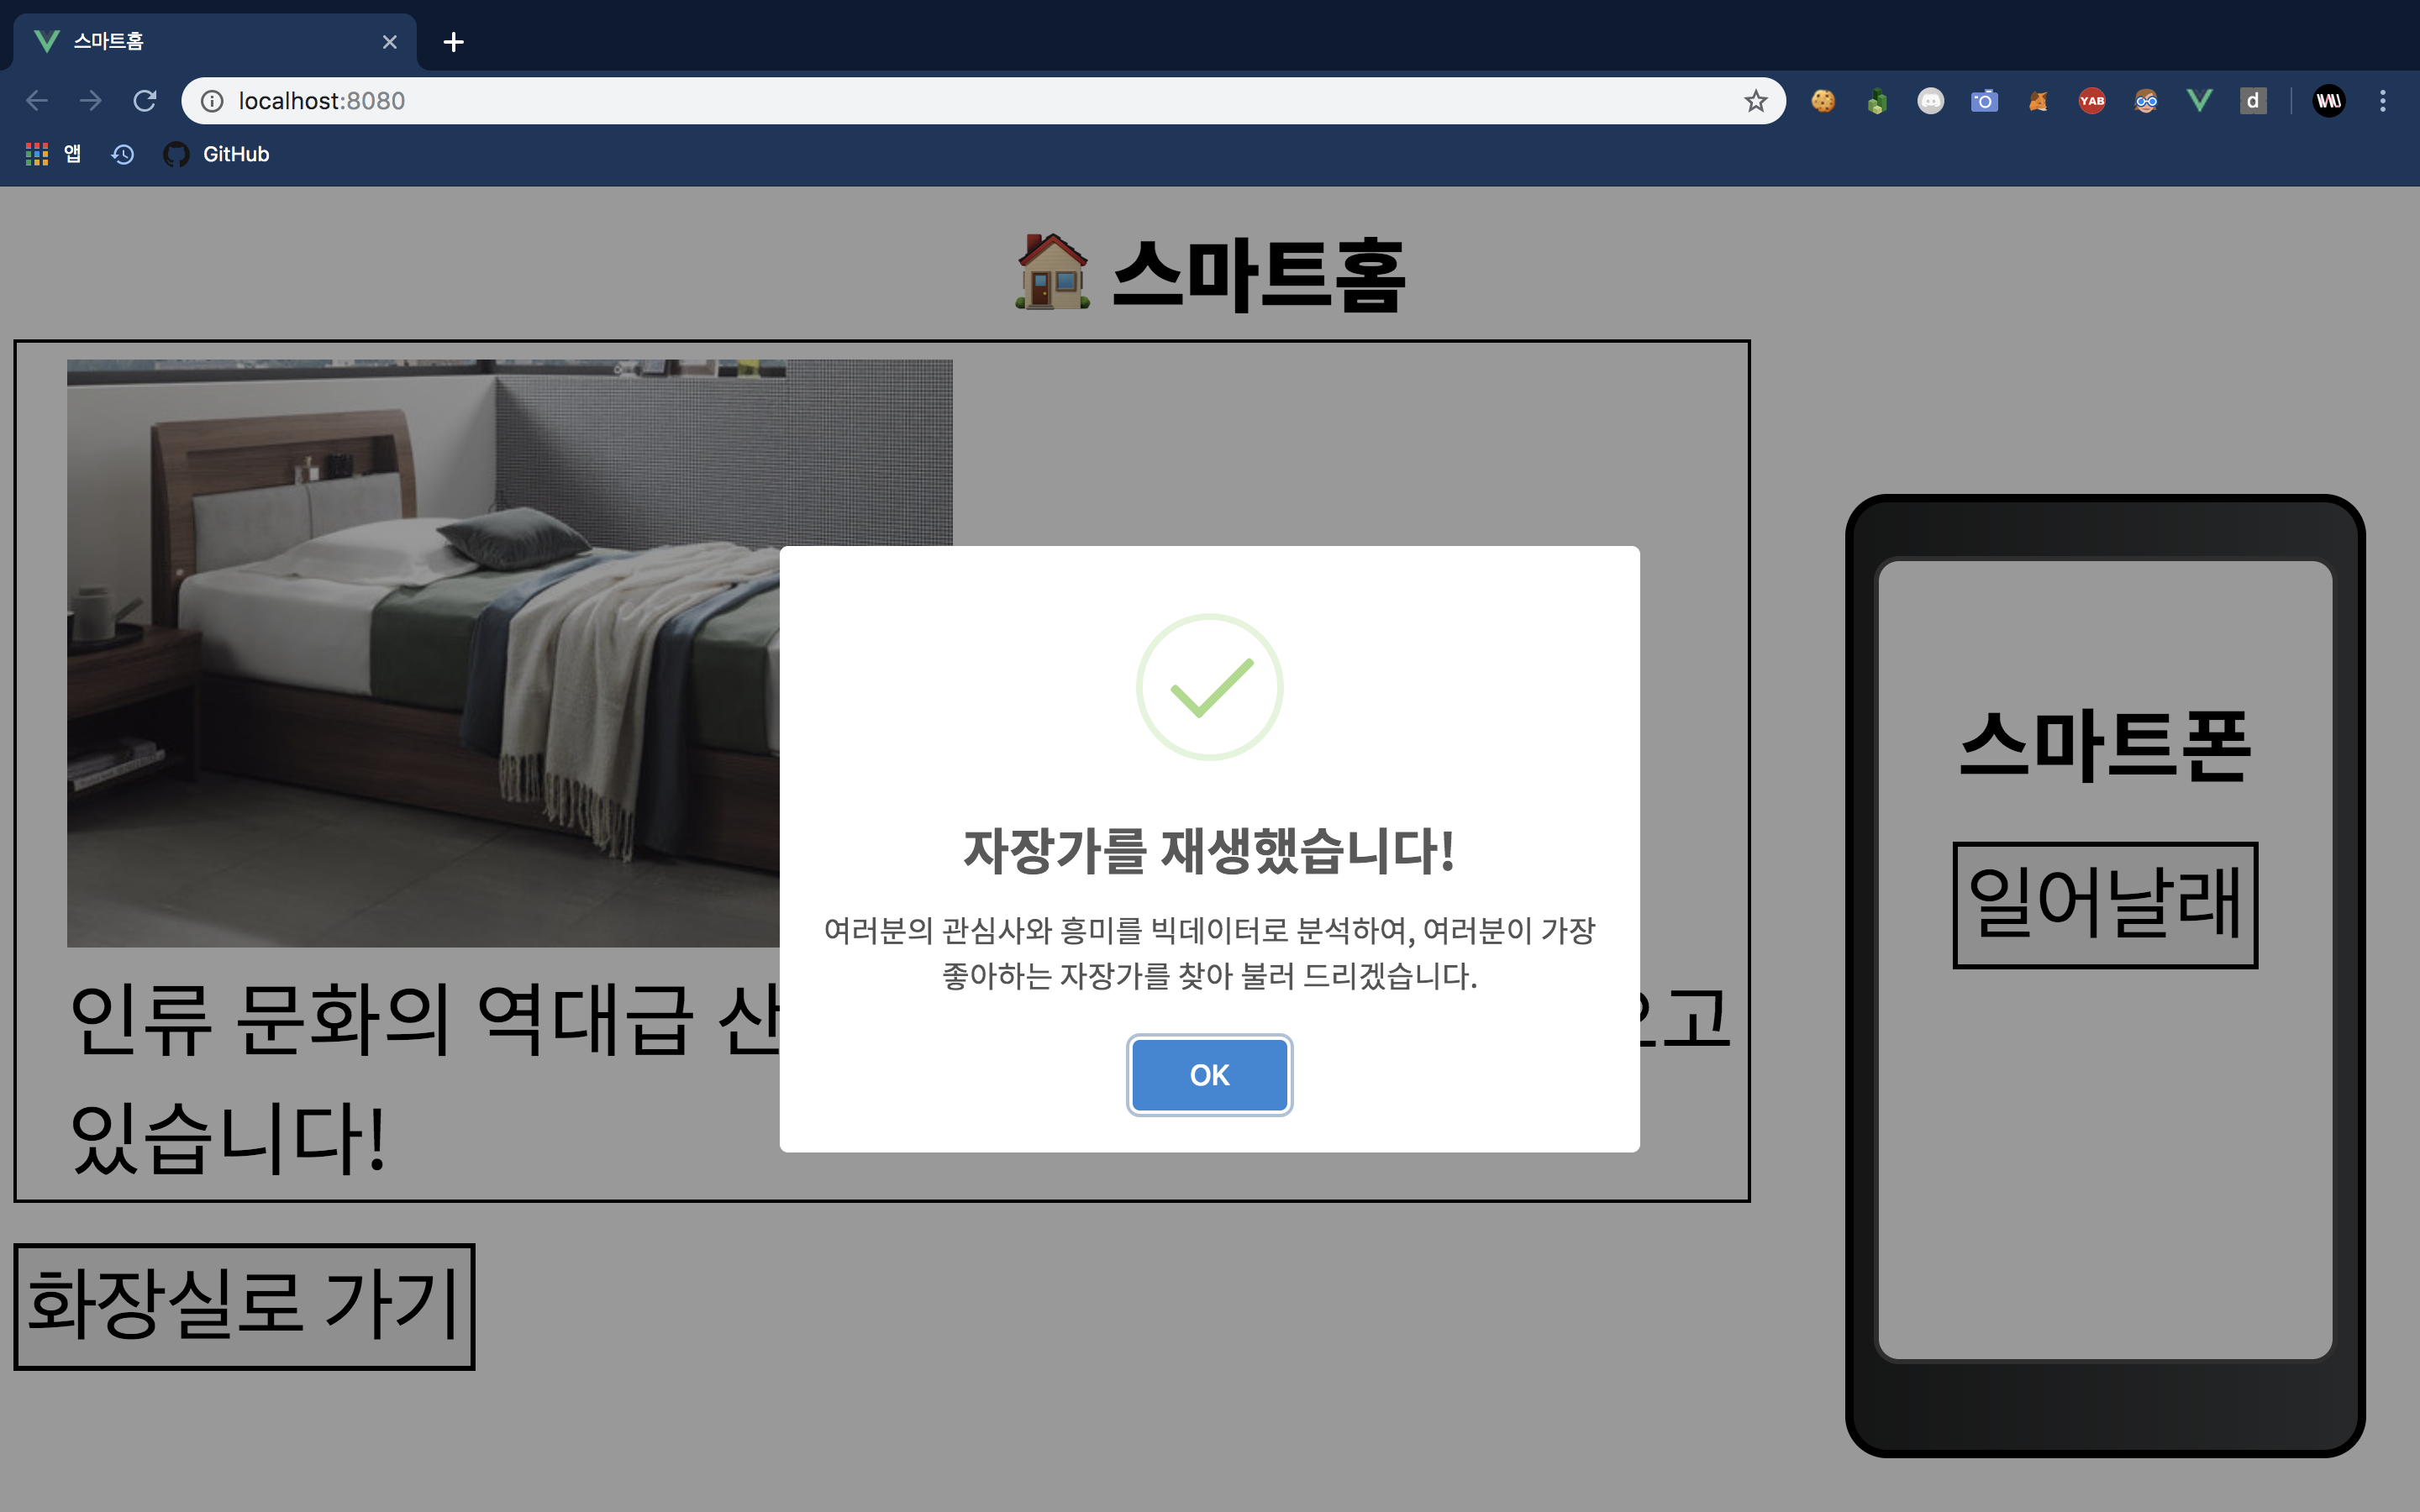 스마트홈
localhost:8080
YAB
d
앱
GitHub
🏠 스마트홈
자장가를 재생했습니다!
여러분의 관심사와 흥미를 빅데이터로 분석하여, 여러분이 가장
좋아하는 자장가를 찾아 불러 드리겠습니다.
OK
인류 문화의 역대급
있습니다!
화장실로 가기
스마트폰
일어날래